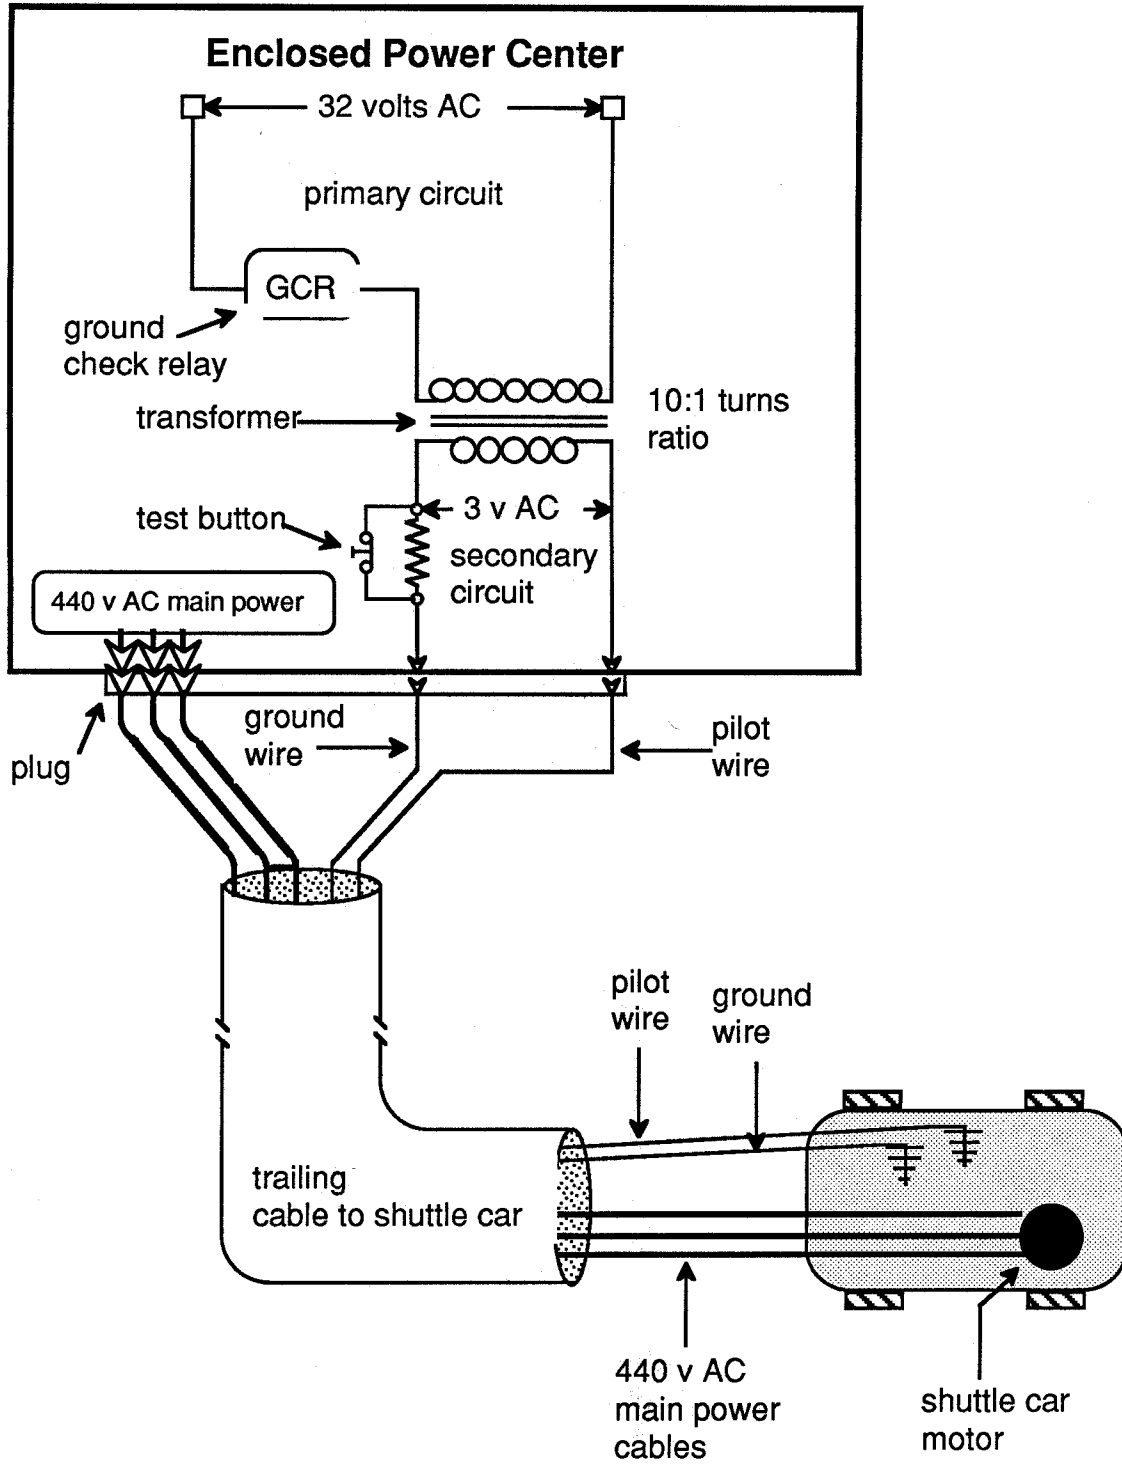 Enclosed Power Center
32 volts AC
primary circuit
GCR
ground
check relay
transformer
10:1 turns
ratio
3 v AC
test button
secondary
circuit
440 v AC main power
ground
wire
pilot
wire
plug
pilot
wire
ground
wire
trailing
cable to shuttle car
440 v AC
main power
cables
shuttle car
motor